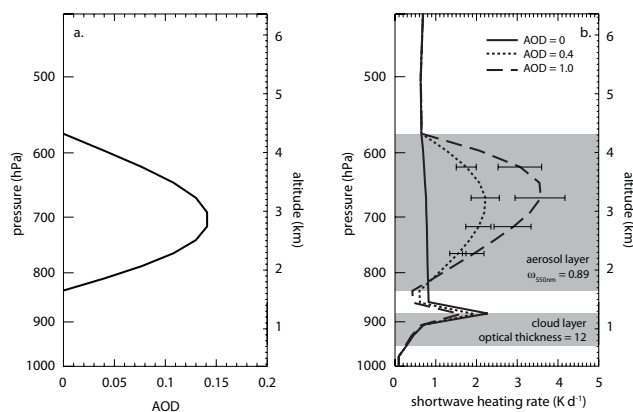 a.
500
600
700
800
900
1000
pressure (hPa)
0
0.05
0.1
0.15
0.2
AOD
6
5
4
3
2
1
altitude (km)
b.
AOD = 0
AOD = 0.4
AOD = 1.0
500
600
700
800
900
1000
pressure (hPa)
aerosol layer
ω550nm = 0.89
cloud layer
optical thickness = 12
0
1
2
3
4
5
shortwave heating rate (K d-1)
6
5
4
3
2
1
altitude (km)